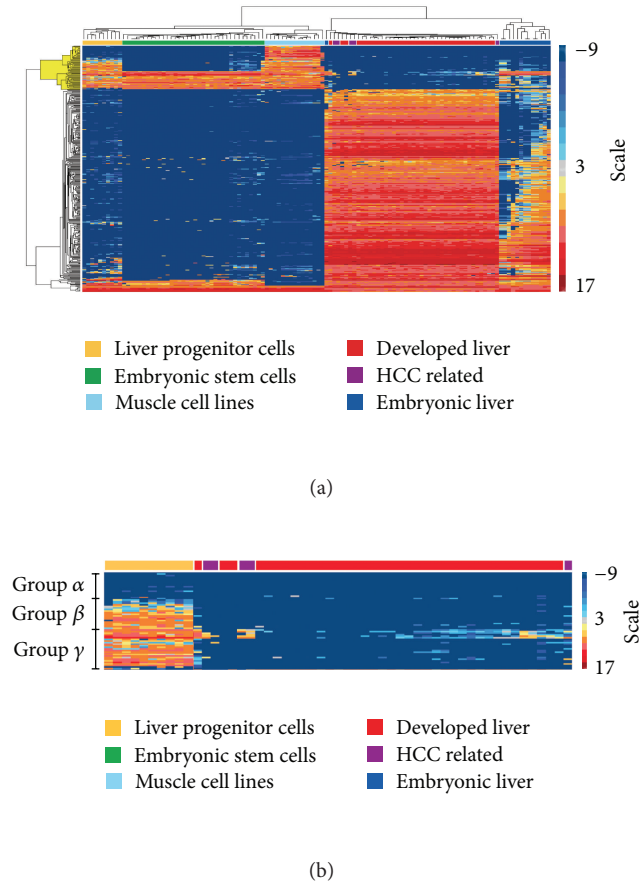 −9
3
17
Scale
Liver progenitor cells
Embryonic stem cells
Muscle cell lines
Developed liver
HCC related
Embryonic liver
(a)
Group α
Group β
Group γ
−9
3
17
Scale
Liver progenitor cells
Embryonic stem cells
Muscle cell lines
Developed liver
HCC related
Embryonic liver
(b)